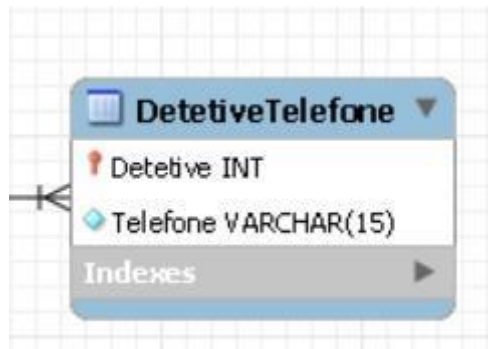 DetetiveTelefone
Detetive INT
Telefone VARCHAR(15)
Indexes